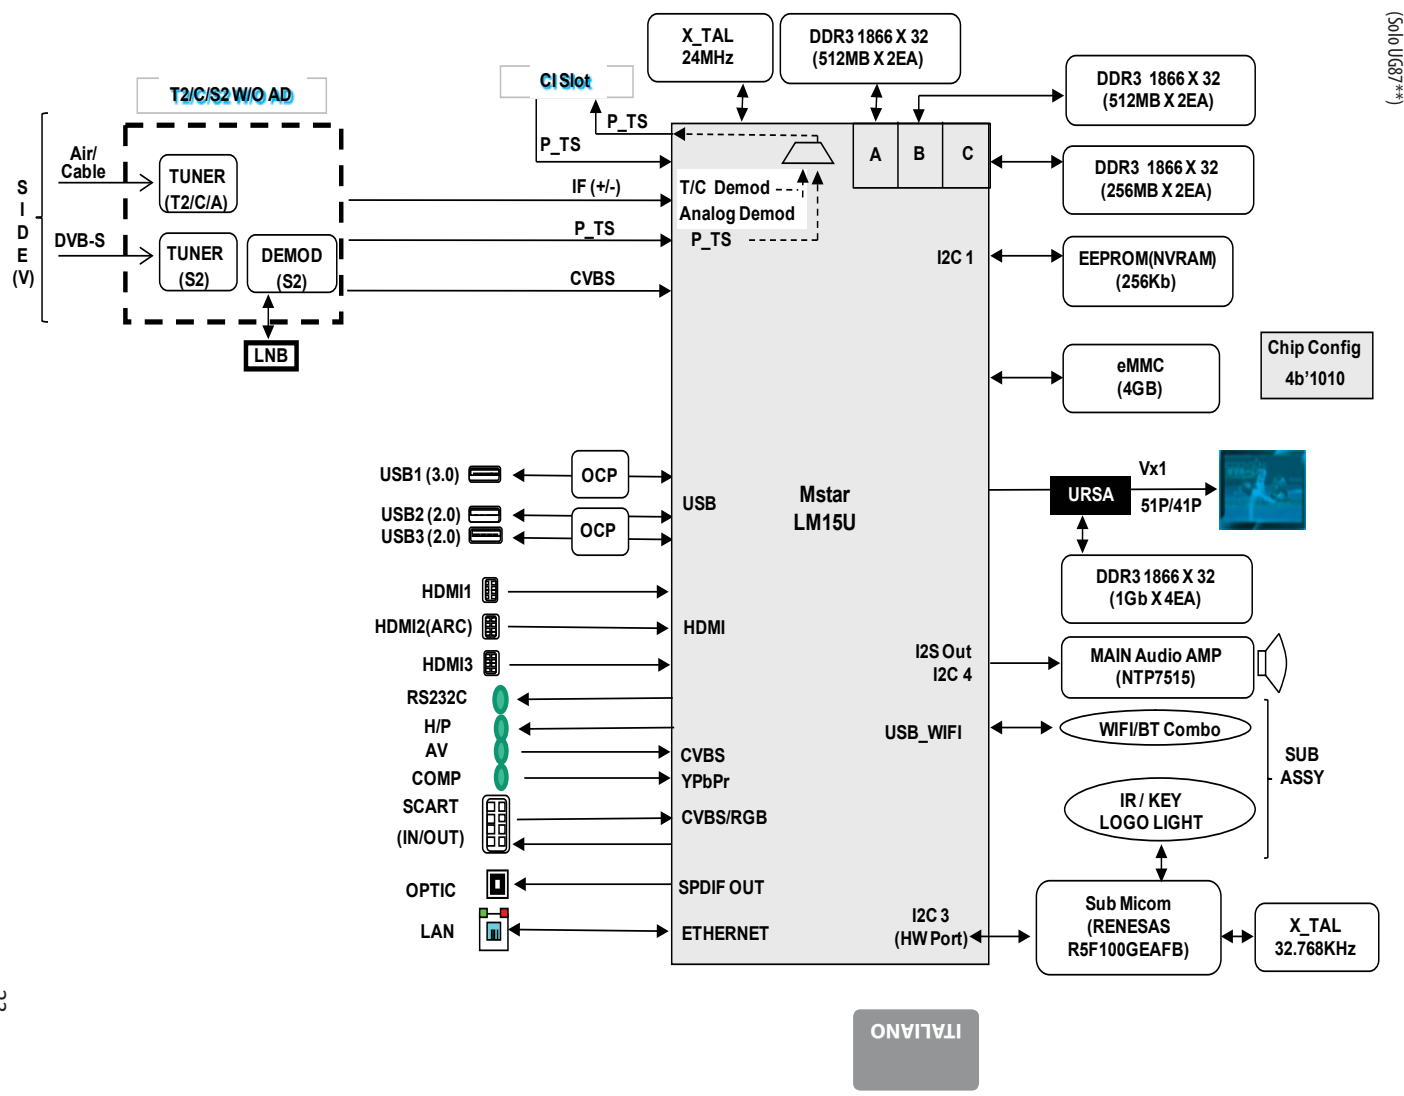 (Solo UG87**)
X_TAL
24MHz
DDR3 1866 X 32
(512MB X 2EA)
DDR3 1866 X 32
(512MB X 2EA)
CI Slot
T2/C/S2 W/O AD
P_TS
P_TS
A
B
C
DDR3 1866 X 32
(256MB X 2EA)
S
I
D
E
(V)
Air/
Cable
TUNER
(T2/C/A)
IF (+/-)
T/C Demod
Analog Demod
P_TS
P_TS
DVB-S
TUNER
(S2)
DEMOD
(S2)
CVBS
LNB
I2C 1
EEPROM(NVRAM)
(256Kb)
eMMC
(4GB)
Chip Config
4b'1010
USB1 (3.0)
OCP
USB2 (2.0)
USB3 (2.0)
OCP
USB
Mstar
LM15U
URSA
Vx1
51P/41P
DDR3 1866 X 32
(1Gb X 4EA)
HDMI1
HDMI2(ARC)
HDMI3
HDMI
I2S Out
I2C 4
MAIN Audio AMP
(NTP7515)
RS232C
H/P
AV
COMP
CVBS
YPbPr
USB_WIFI
WIFI/BT Combo
SUB
ASSY
SCART
(IN/OUT)
CVBS/RGB
IR / KEY
LOGO LIGHT
OPTIC
SPDIF OUT
LAN
ETHERNET
I2C 3
(HW Port)
Sub Micom
(RENESAS
R5F100GEAFB)
X_TAL
32.768KHz
ITALIANO